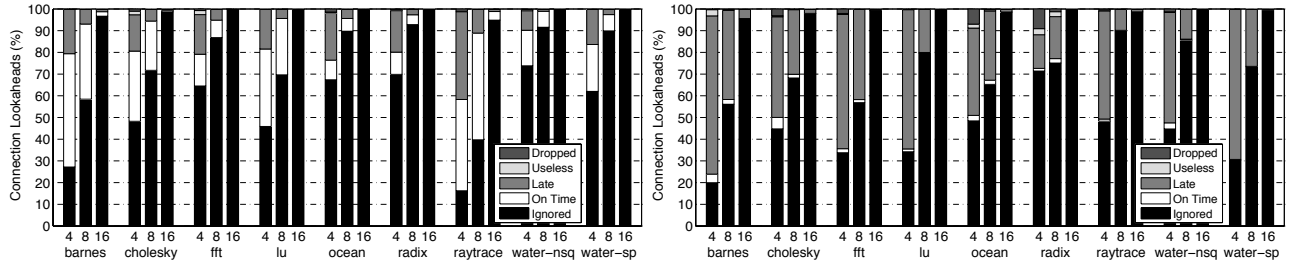 Connection Lookaheads (%)
100
90
80
70
60
50
40
30
20
10
0
Dropped
Useless
Late
On Time
Ignored
4 8 16 4 8 16 4 8 16 4 8 16 4 8 16 4 8 16 4 8 16 4 8 16 4 8 16
barnes cholesky fft lu ocean radix raytrace water-nsq water-sp
Connection Lookaheads (%)
100
90
80
70
60
50
40
30
20
10
0
Dropped
Useless
Late
On Time
Ignored
4 8 16 4 8 16 4 8 16 4 8 16 4 8 16 4 8 16 4 8 16 4 8 16 4 8 16
barnes cholesky fft lu ocean radix raytrace water-nsq water-sp